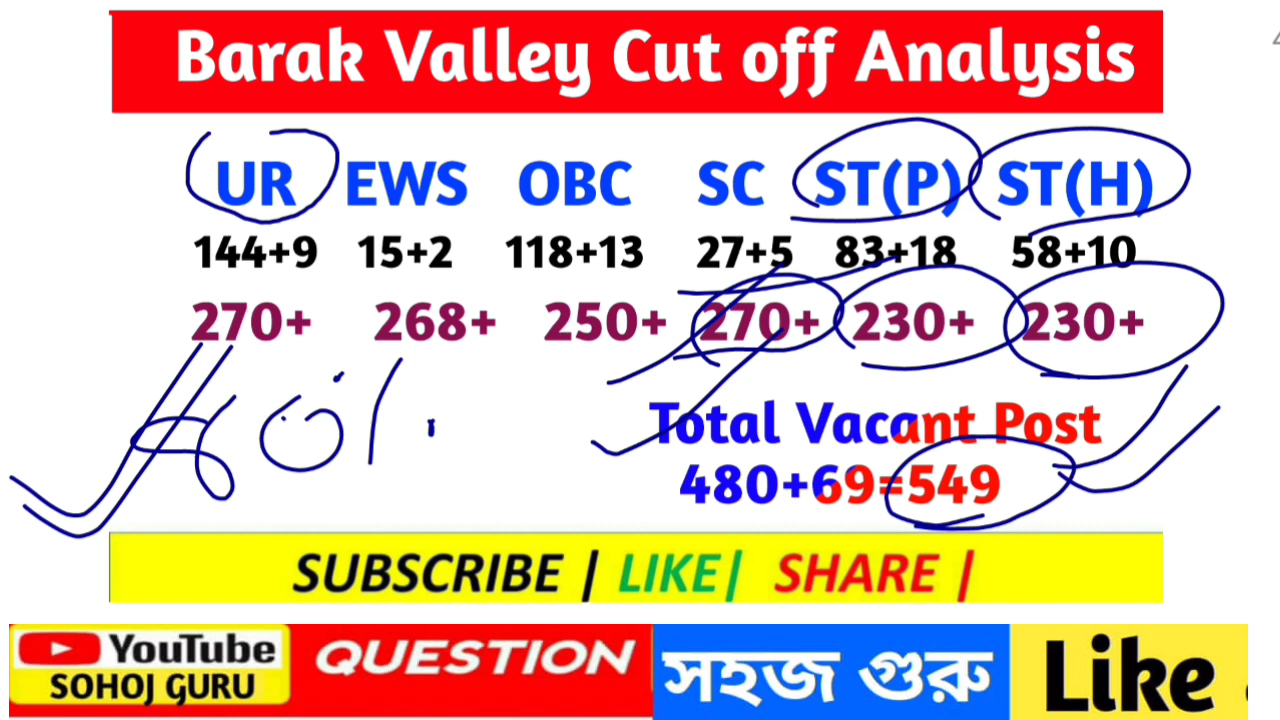 Barak Valley Cut off Analysis
UR EWS OBC SC ST(P) ST(H)
144+9 15+2 118+13 27+5 83+18 58+10
270+ 268+ 250+ 270+ 230+ 230+
Total Vacant Post
480+69=549
SUBSCRIBE | LIKE| SHARE |
YouTube
SOHOJ GURU
QUESTION
সহজ গুরু
Like